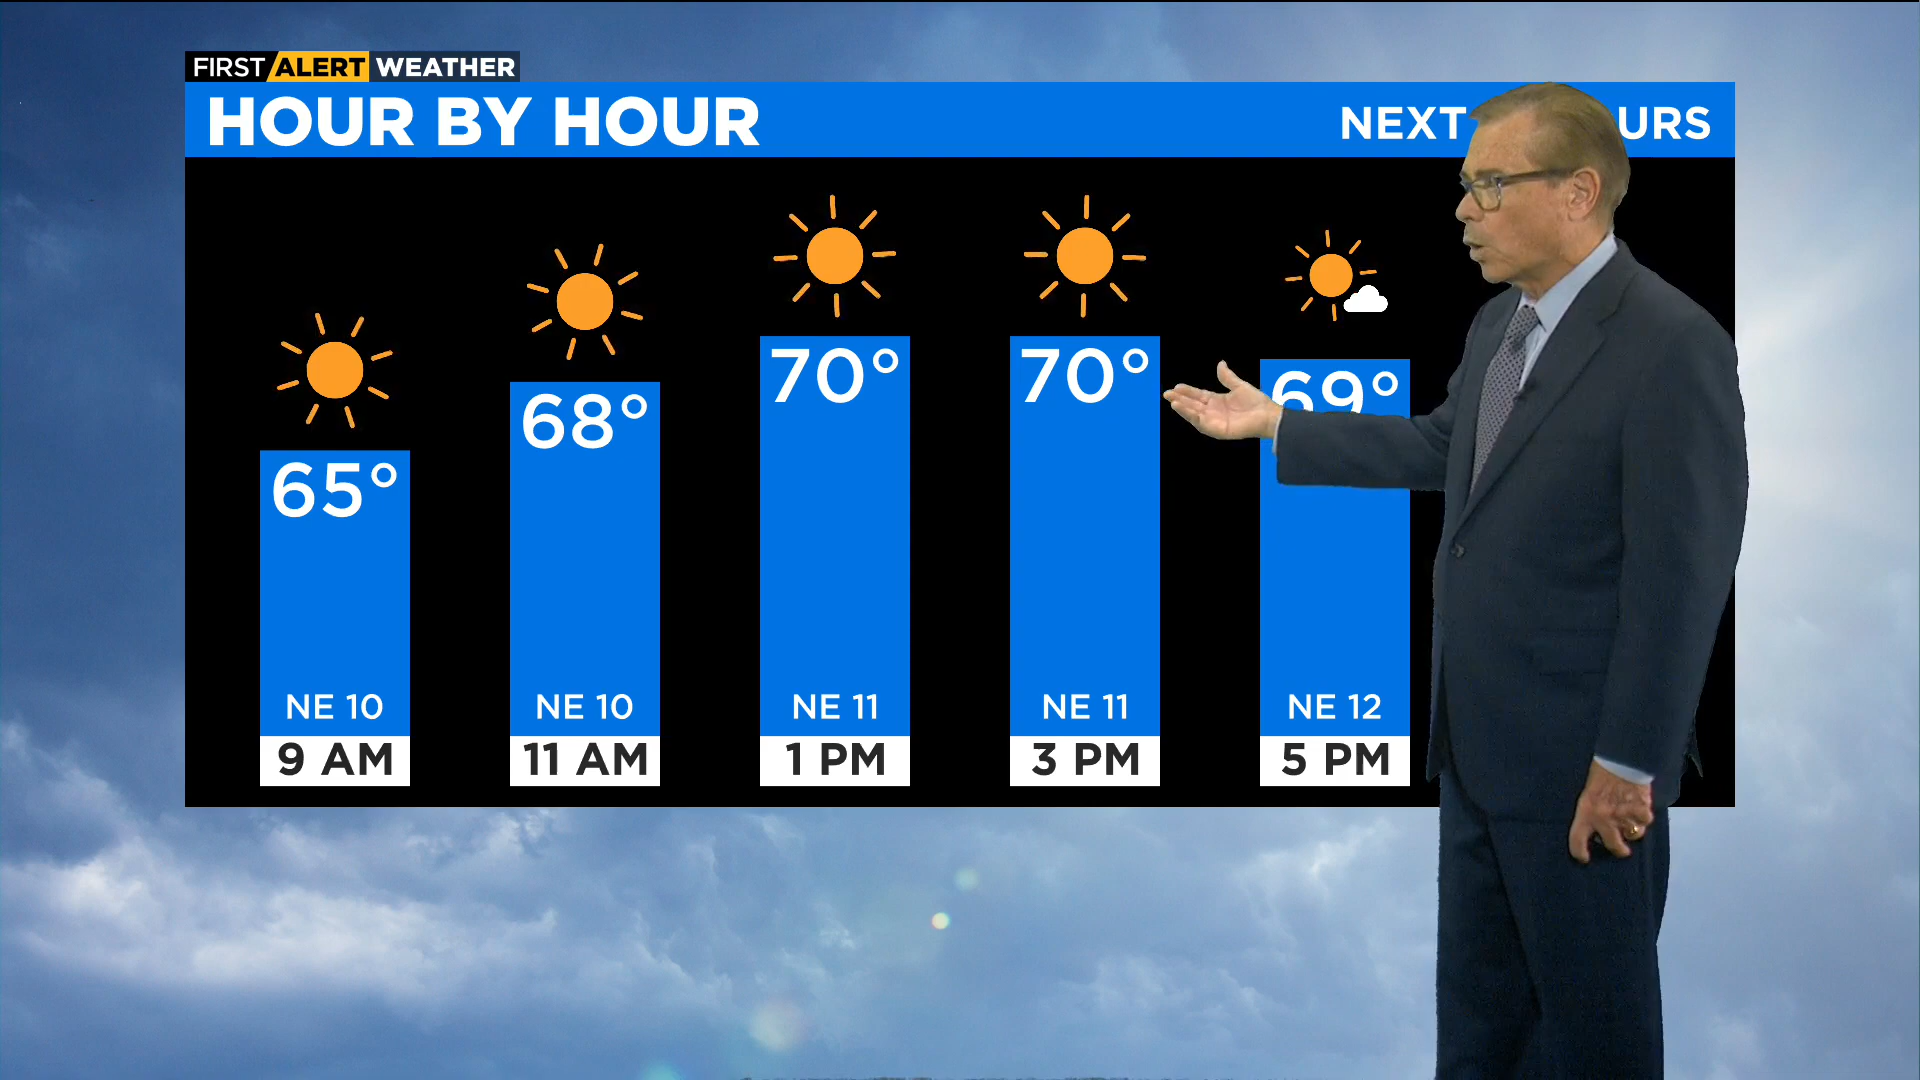 FIRST ALERT WEATHER
HOUR BY HOUR
NEXT
65° 68° 70° 70° 69°
NE 10 NE 10 NE 11 NE 11 NE 12
9 AM 11 AM 1 PM 3 PM 5 PM